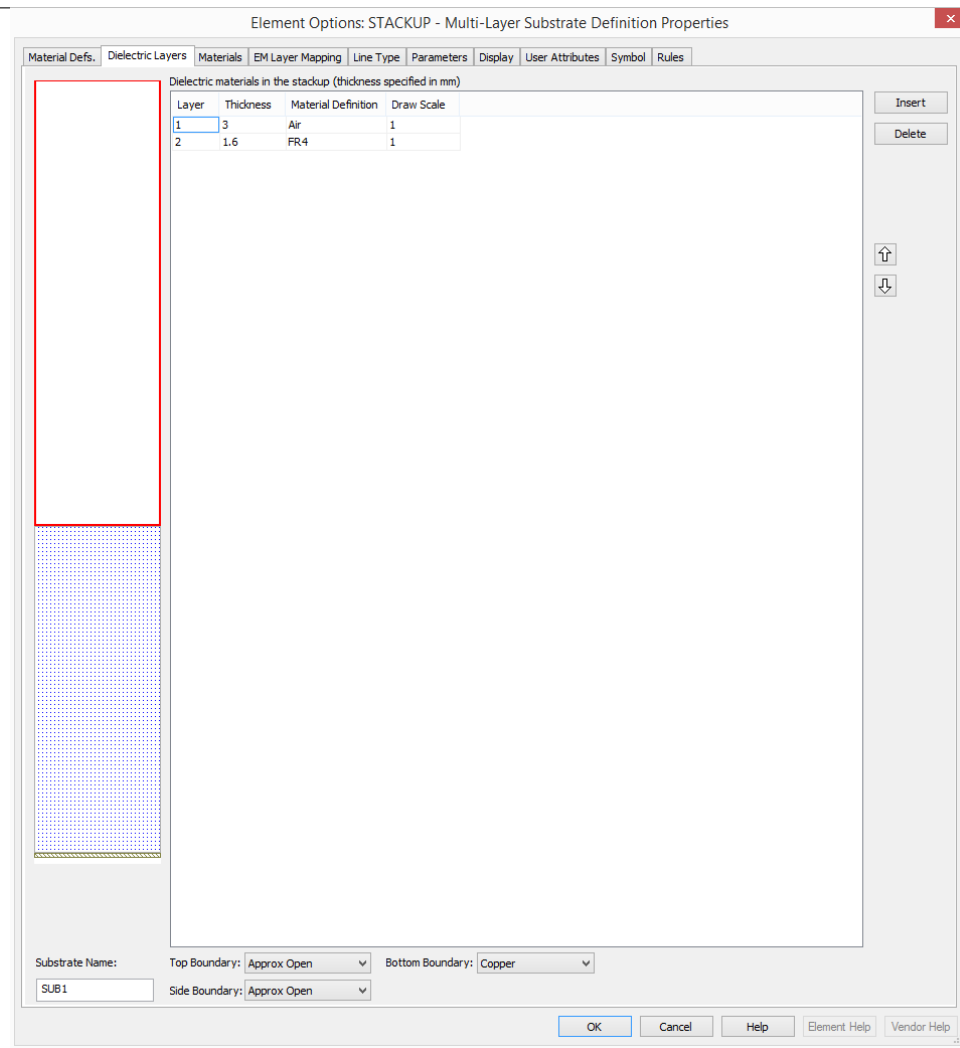 Element Options: STACKUP - Multi-Layer Substrate Definition Properties
Material Defs. Dielectric Layers Materials EM Layer Mapping Line Type Parameters Display User Attributes Symbol Rules
Dielectric materials in the stackup (thickness specified in mm)
Layer Thickness Material Definition Draw Scale
1 3 Air 1
2 1.6 FR4 1
Insert
Delete
Substrate Name:
SUB1
Top Boundary: Approx Open Bottom Boundary: Copper
Side Boundary: Approx Open
OK Cancel Help Element Help Vendor Help